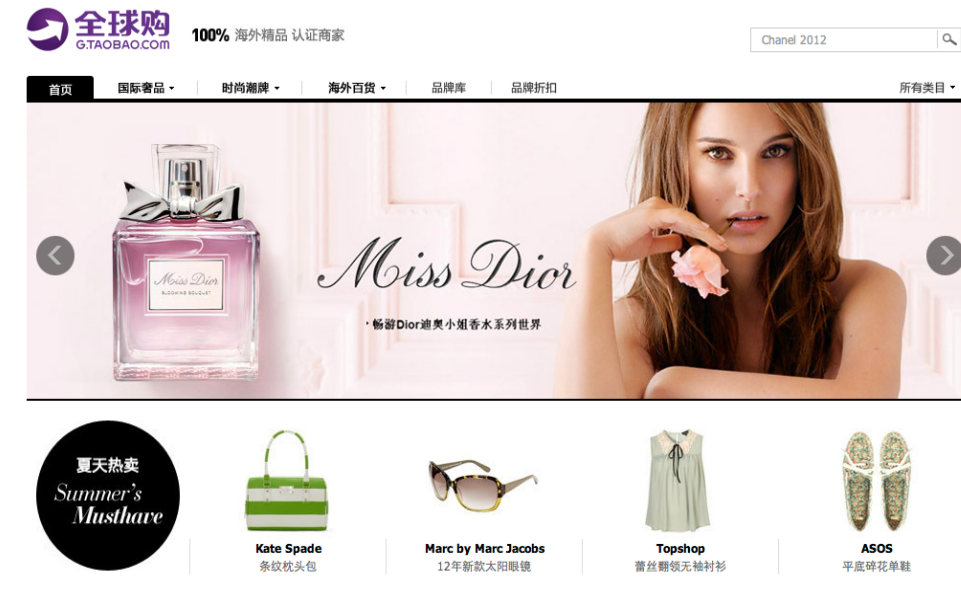 全球购
G.TAOBAO.COM
100% 海外精品 认证商家
Chanel 2012
首页 国际奢品 时尚潮牌 海外百货 品牌库 品牌折扣 所有类目
Miss Dior
BLOOMING BOUQUET
Miss Dior
·畅游Dior迪奥小姐香水系列世界
夏天热卖
Summer's
Musthave
Kate Spade
条纹枕头包
Marc by Marc Jacobs
12年新款太阳眼镜
Topshop
蕾丝翻领无袖衬衫
ASOS
平底碎花单鞋